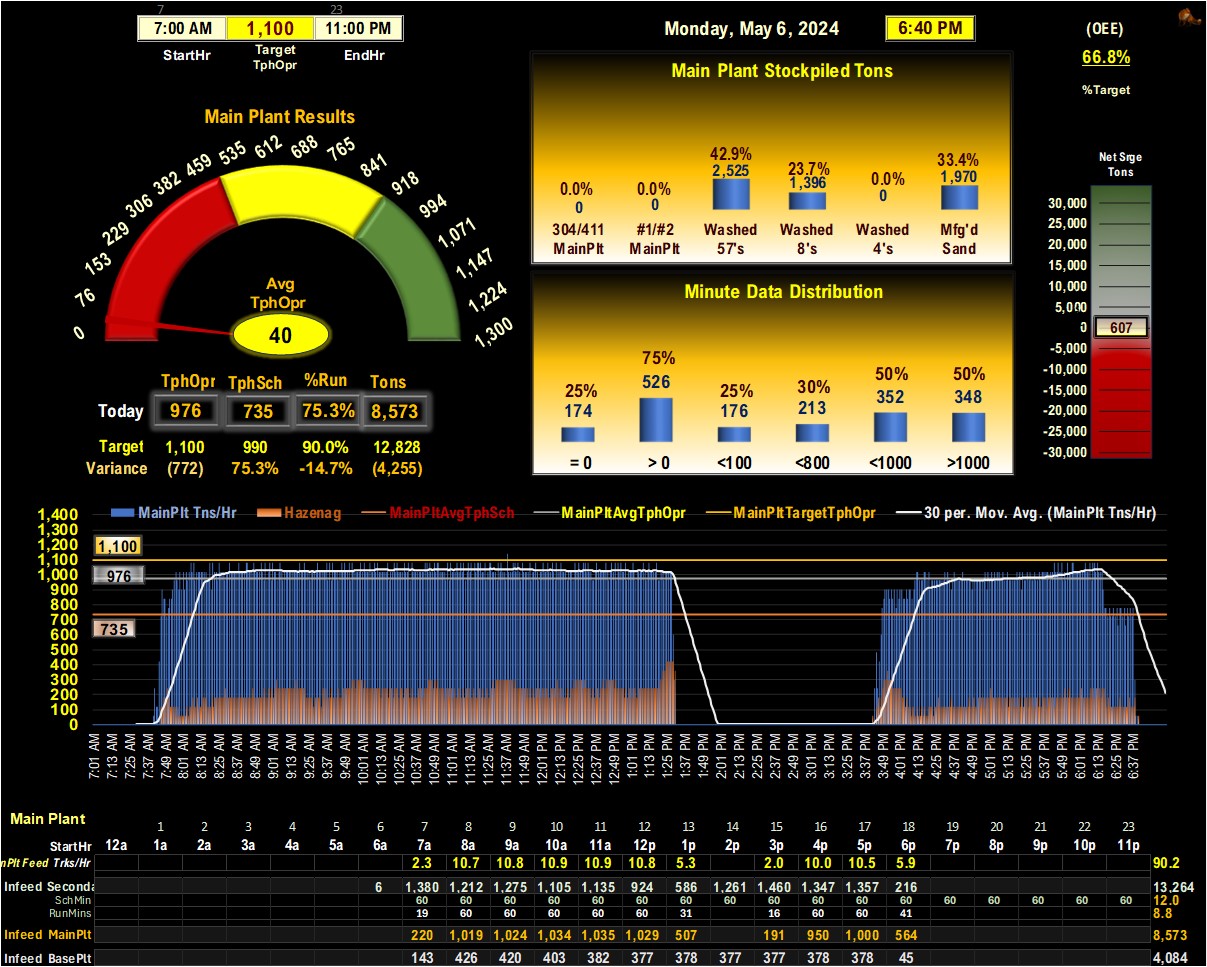 7 23
7:00 AM 1,100 11:00 PM
StartHr Target TphOpr EndHr
Monday, May 6, 2024 6:40 PM
(OEE)
66.8%
%Target
Main Plant Results
0 76 153 229 306 382 459 535 612 688 765 841 918 994 1,071 1,147 1,224 1,300
Avg
TphOpr
40
TphOpr TphSch %Run Tons
Today 976 735 75.3% 8,573
Target 1,100 990 90.0% 12,828
Variance (772) 75.3% -14.7% (4,255)
Main Plant Stockpiled Tons
0.0% 0.0% 42.9% 23.7% 0.0% 33.4%
0 0 2,525 1,396 0 1,970
304/411 #1/#2 Washed Washed Washed Mfg'd
MainPlt MainPlt 57's 8's 4's Sand
Minute Data Distribution
25% 75% 25% 30% 50% 50%
174 526 176 213 352 348
= 0 > 0 <100 <800 <1000 >1000
Net Srge
Tons
30,000
25,000
20,000
15,000
10,000
5,000
0 607
-5,000
-10,000
-15,000
-20,000
-25,000
-30,000
MainPlt Tns/Hr Hazenag MainPltAvgTphSch MainPltAvgTphOpr MainPltTargetTphOpr 30 per. Mov. Avg. (MainPlt Tns/Hr)
1,400
1,300
1,200
1,100
1,000
900
800
700
600
500
400
300
200
100
0
1,100
976
735
7:01 AM 7:13 AM 7:25 AM 7:37 AM 7:49 AM 8:01 AM 8:13 AM 8:25 AM 8:37 AM 8:49 AM 9:01 AM 9:13 AM 9:25 AM 9:37 AM 9:49 AM 10:01 AM 10:13 AM 10:25 AM 10:37 AM 10:49 AM 11:01 AM 11:13 AM 11:25 AM 11:37 AM 11:49 AM 12:01 PM 12:13 PM 12:25 PM 12:37 PM 12:49 PM 1:01 PM 1:13 PM 1:25 PM 1:37 PM 1:49 PM 2:01 PM 2:13 PM 2:25 PM 2:37 PM 2:49 PM 3:01 PM 3:13 PM 3:25 PM 3:37 PM 3:49 PM 4:01 PM 4:13 PM 4:25 PM 4:37 PM 4:49 PM 5:01 PM 5:13 PM 5:25 PM 5:37 PM 5:49 PM 6:01 PM 6:13 PM 6:25 PM 6:37 PM
Main Plant
1 2 3 4 5 6 7 8 9 10 11 12 13 14 15 16 17 18 19 20 21 22 23
StartHr 12a 1a 2a 3a 4a 5a 6a 7a 8a 9a 10a 11a 12p 1p 2p 3p 4p 5p 6p 7p 8p 9p 10p 11p
nPlt Feed Trks/Hr 2.3 10.7 10.8 10.9 10.9 10.8 5.3 2.0 10.0 10.5 5.9 90.2
Infeed Seconda 6 1,380 1,212 1,275 1,105 1,135 924 586 1,261 1,460 1,347 1,357 216 13,264
SchMin 60 60 60 60 60 60 60 60 60 60 60 60 60 60 60 60 60 12.0
RunMins 19 60 60 60 60 60 31 16 60 60 41 8.8
Infeed MainPlt 220 1,019 1,024 1,034 1,035 1,029 507 191 950 1,000 564 8,573
Infeed BasePlt 143 426 420 403 382 377 378 377 377 378 378 45 4,084